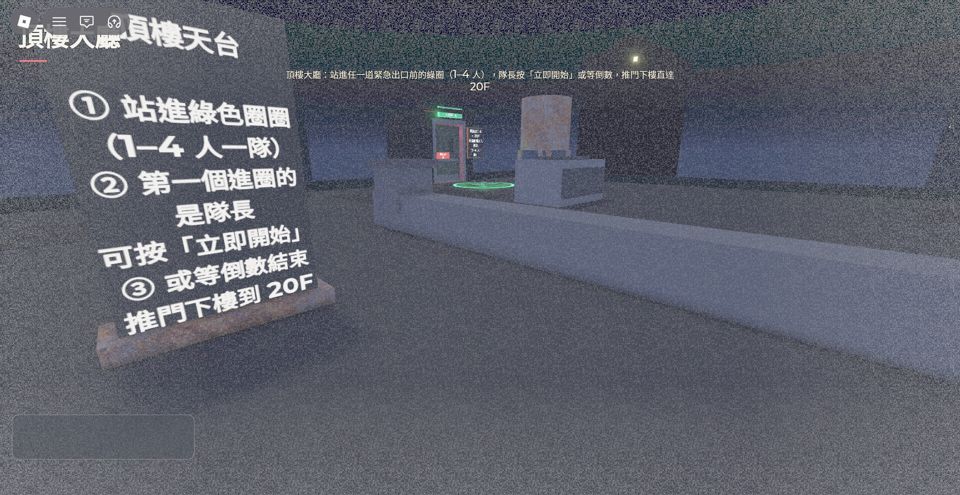 頂樓大廳
頂樓天台
① 站進綠色圈圈
（1–4 人一隊）
② 第一個進圈的
是隊長
可按「立即開始」
③ 或等倒數結束
推門下樓到 20F
頂樓大廳：站進任一道緊急出口前的綠圈（1–4 人），隊長按「立即開始」或等倒數，推門下樓直達
20F